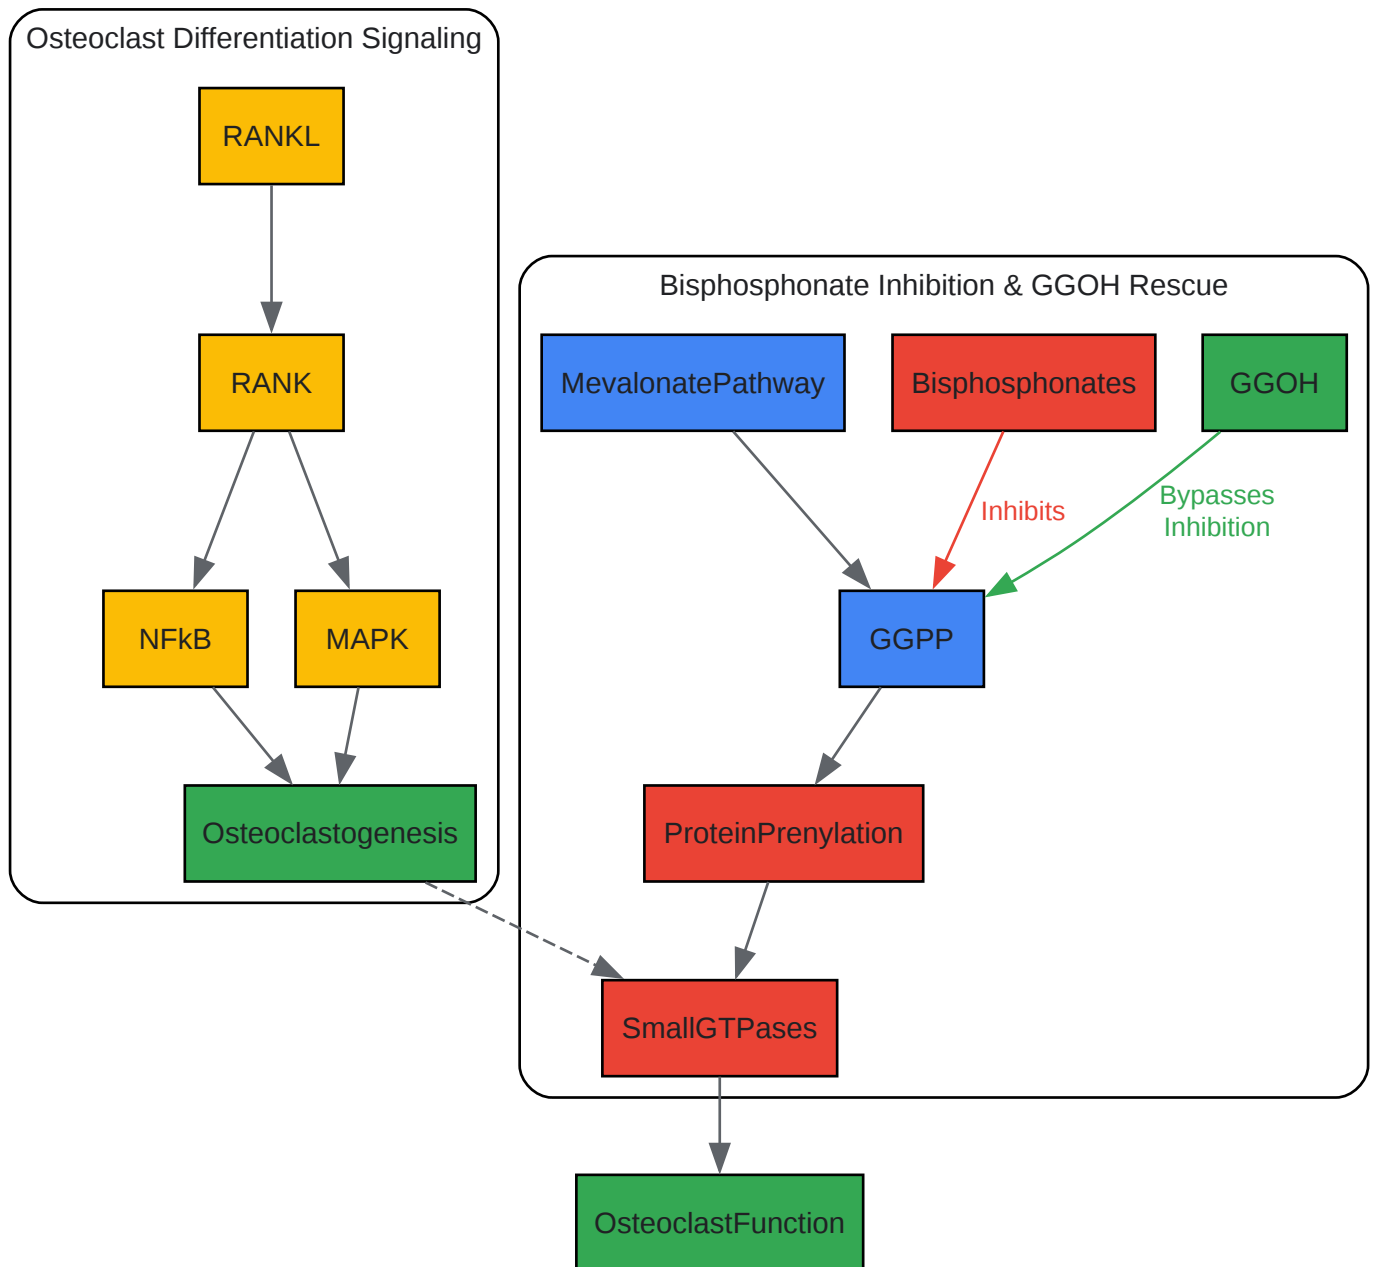 Osteoclast Differentiation Signaling
RANKL
Bisphosphonate Inhibition & GGOH Rescue
RANK
MevalonatePathway
Bisphosphonates
GGOH
Inhibits
Bypasses
Inhibition
NFkB
MAPK
GGPP
Osteoclastogenesis
ProteinPrenylation
SmallGTPases
OsteoclastFunction